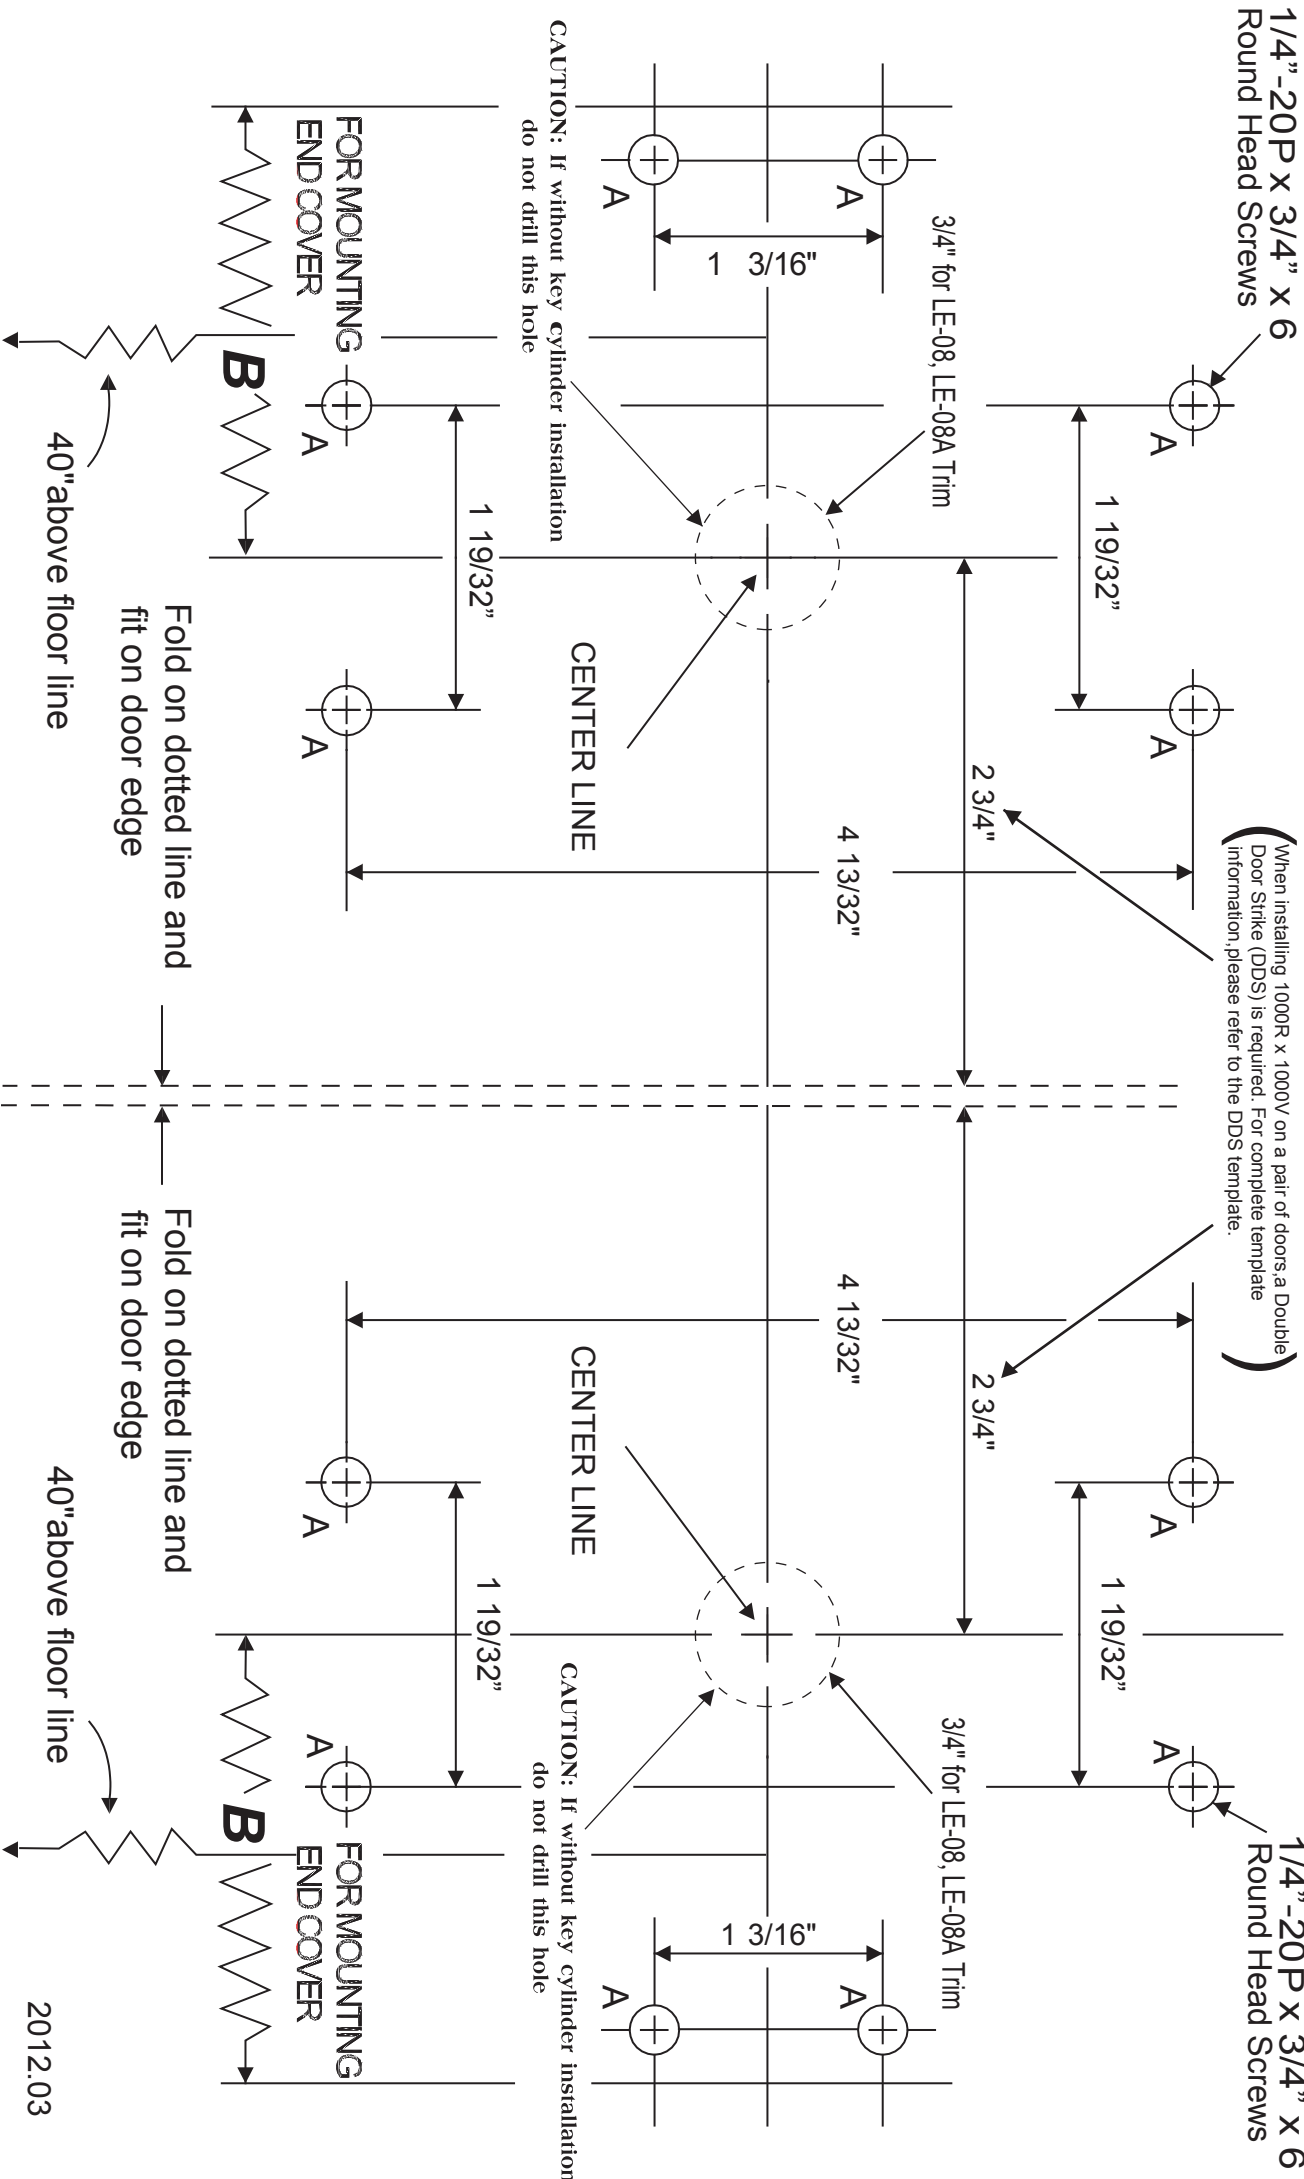 1/4”-20P x 3/4” x 6
Round Head Screws
A
A
1 19/32”
(When installing 1000R x 1000V on a pair of doors,a Double
Door Strike (DDS) is required. For complete template
information,please refer to the DDS template.)
A
A
1 19/32”
1/4”-20P x 3/4” x 6
Round Head Screws
3/4" for LE-08, LE-08A Trim
2 3/4"
2 3/4"
3/4" for LE-08, LE-08A Trim
A
A
1 3/16"
4 13/32"
4 13/32"
1 3/16"
A
A
CAUTION: If without key cylinder installation
do not drill this hole
CENTER LINE
CENTER LINE
CAUTION: If without key cylinder installation
do not drill this hole
1 19/32”
1 19/32”
FOR MOUNTING
END COVER
A
A
A
A
FOR MOUNTING
END COVER
B
B
Fold on dotted line and
fit on door edge
Fold on dotted line and
fit on door edge
40"above floor line
40"above floor line
2012.03